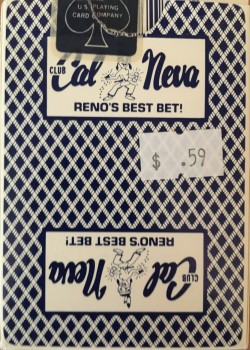 U.S. PLAYING
CARD COMPANY
CLUB Cal Neva
RENO'S BEST BET!
$ .59
RENO'S BEST BET!
CLUB Cal Neva